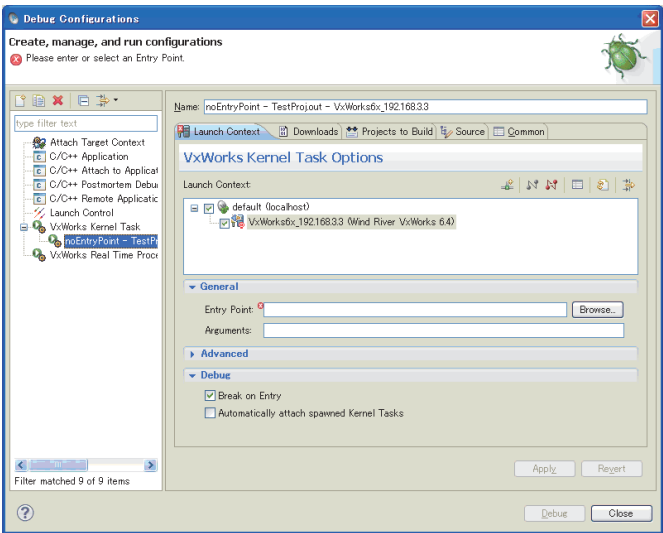 Debug Configurations
Create, manage, and run configurations
Please enter or select an Entry Point.
type filter text
Attach Target Context
C/C++ Application
C/C++ Attach to Applicat
C/C++ Postmortem Debu
C/C++ Remote Applicatic
Launch Control
VxWorks Kernel Task
noEntryPoint - TestPr
VxWorks Real Time Proce
Filter matched 9 of 9 items
Name: noEntryPoint - TestProj.out - VxWorks6x_192.168.3.3
Launch Context Downloads Projects to Build Source Common
VxWorks Kernel Task Options
Launch Context:
default (localhost)
VxWorks6x_192.168.3.3 (Wind River VxWorks 6.4)
General
Entry Point: Browse...
Arguments:
Advanced
Debug
Break on Entry
Automatically attach spawned Kernel Tasks
Apply Revert
Debug Close